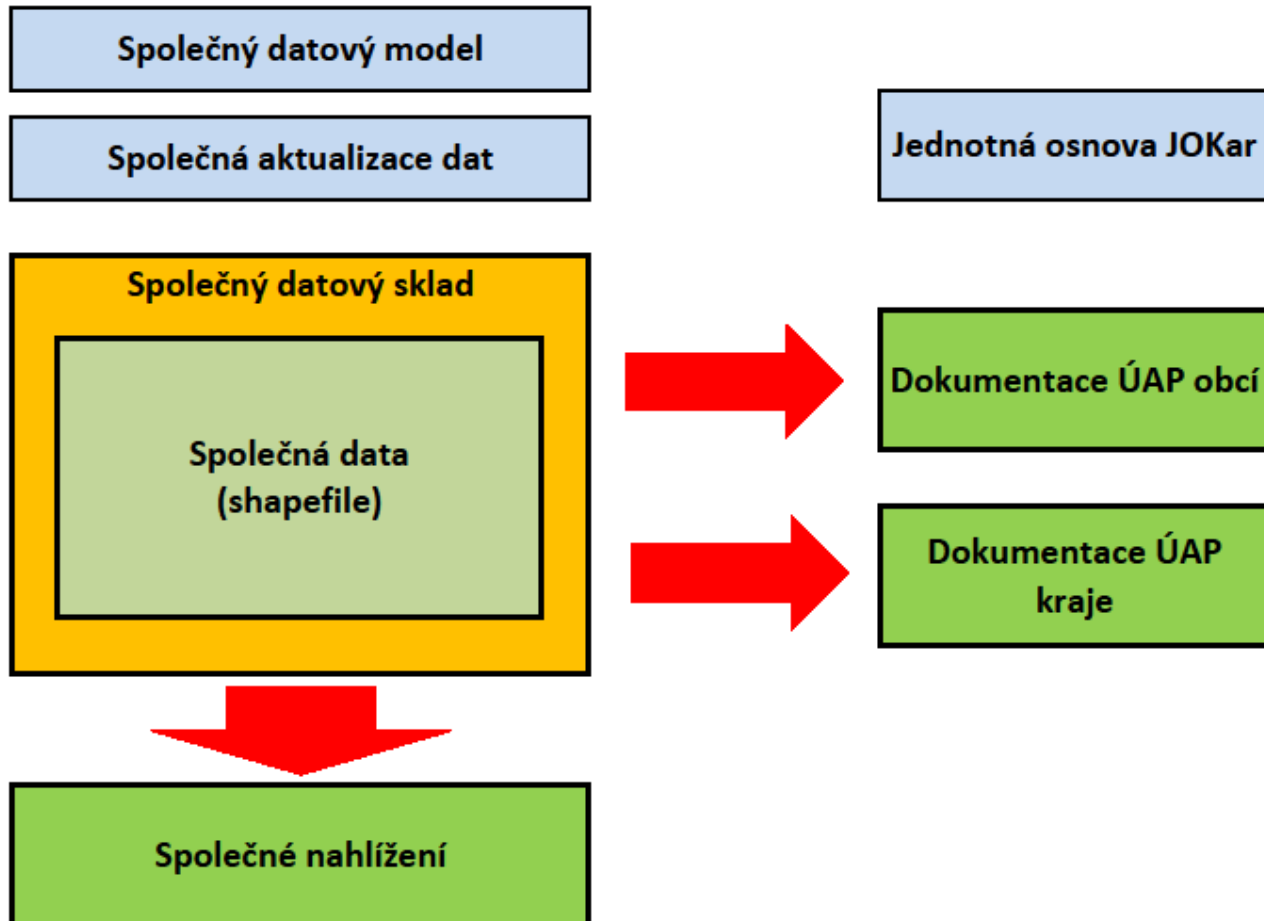 Společný datový model
Společná aktualizace dat
Jednotná osnova JOKar
Společný datový sklad
Společná data
(shapefile)
Dokumentace ÚAP obcí
Dokumentace ÚAP
kraje
Společné nahlížení